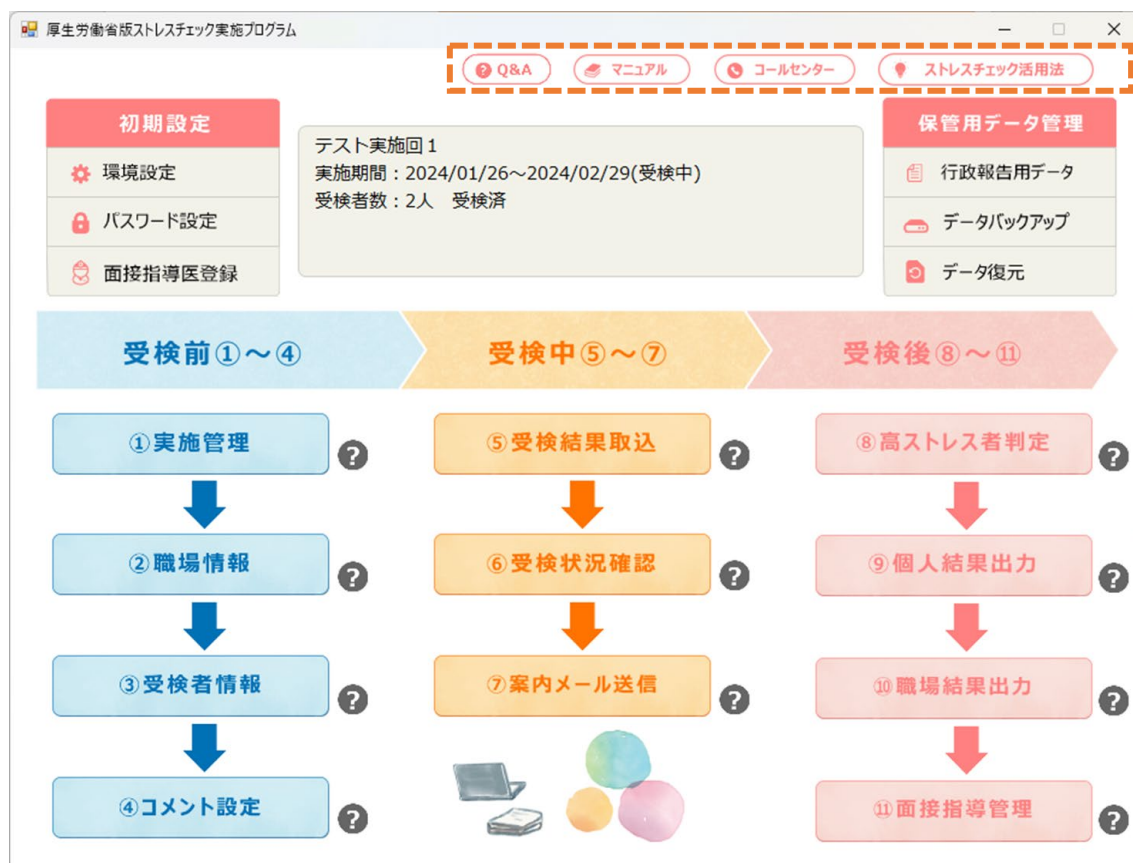 厚生労働省版ストレスチェック実施プログラム
Q&A
マニュアル
コールセンター
ストレスチェック活用法
初期設定
環境設定
パスワード設定
面接指導医登録
テスト実施回1
実施期間:2024/01/26~2024/02/29(受検中)
受検者数:2人 受検済
保管用データ管理
行政報告用データ
データバックアップ
データ復元
受検前①~④
受検中⑤~⑦
受検後⑧~⑪
①実施管理
?
②職場情報
?
③受検者情報
?
④コメント設定
?
⑤受検結果取込
?
⑥受検状況確認
?
⑦案内メール送信
?
⑧高ストレス者判定
?
⑨個人結果出力
?
⑩職場結果出力
?
⑪面接指導管理
?